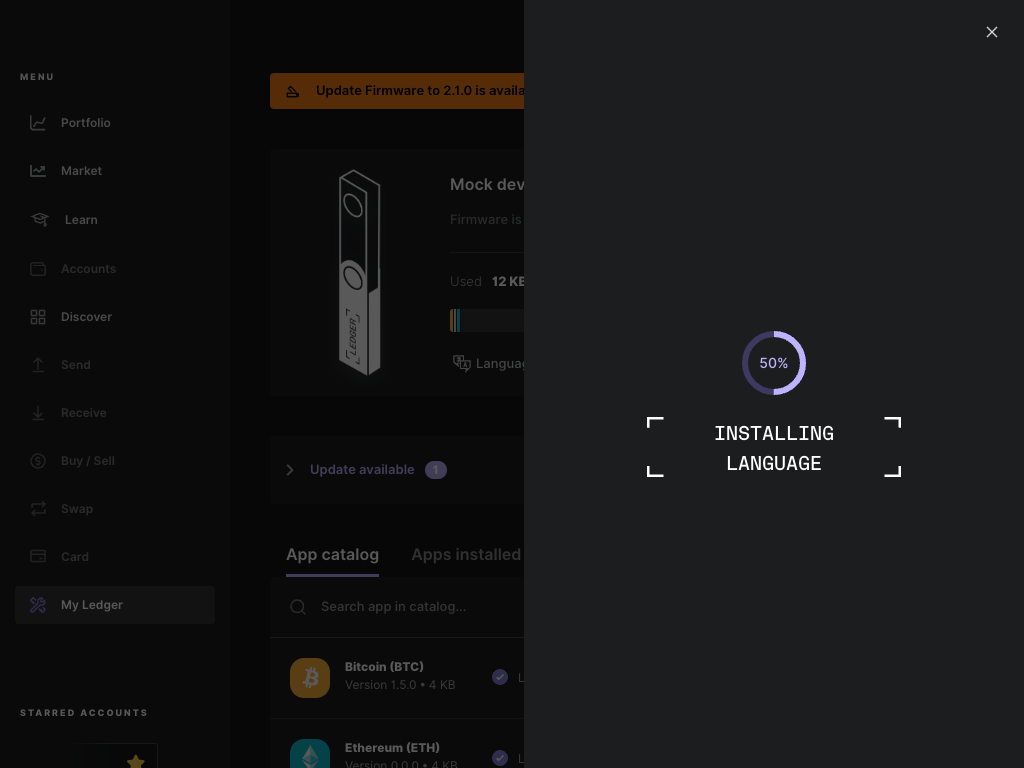 MENU
Portfolio
Market
Learn
Accounts
Discover
Send
Receive
Buy / Sell
Swap
Card
My Ledger
STARRED ACCOUNTS
Update Firmware to 2.1.0 is availa
LEDGER
Mock dev
Firmware is
Used 12 KB
Languag
Update available 1
App catalog Apps installed
Search app in catalog...
Bitcoin (BTC)
Version 1.5.0 • 4 KB
L
Ethereum (ETH)
Version 0.0.0 • 4 KB
L
50%
INSTALLING
LANGUAGE